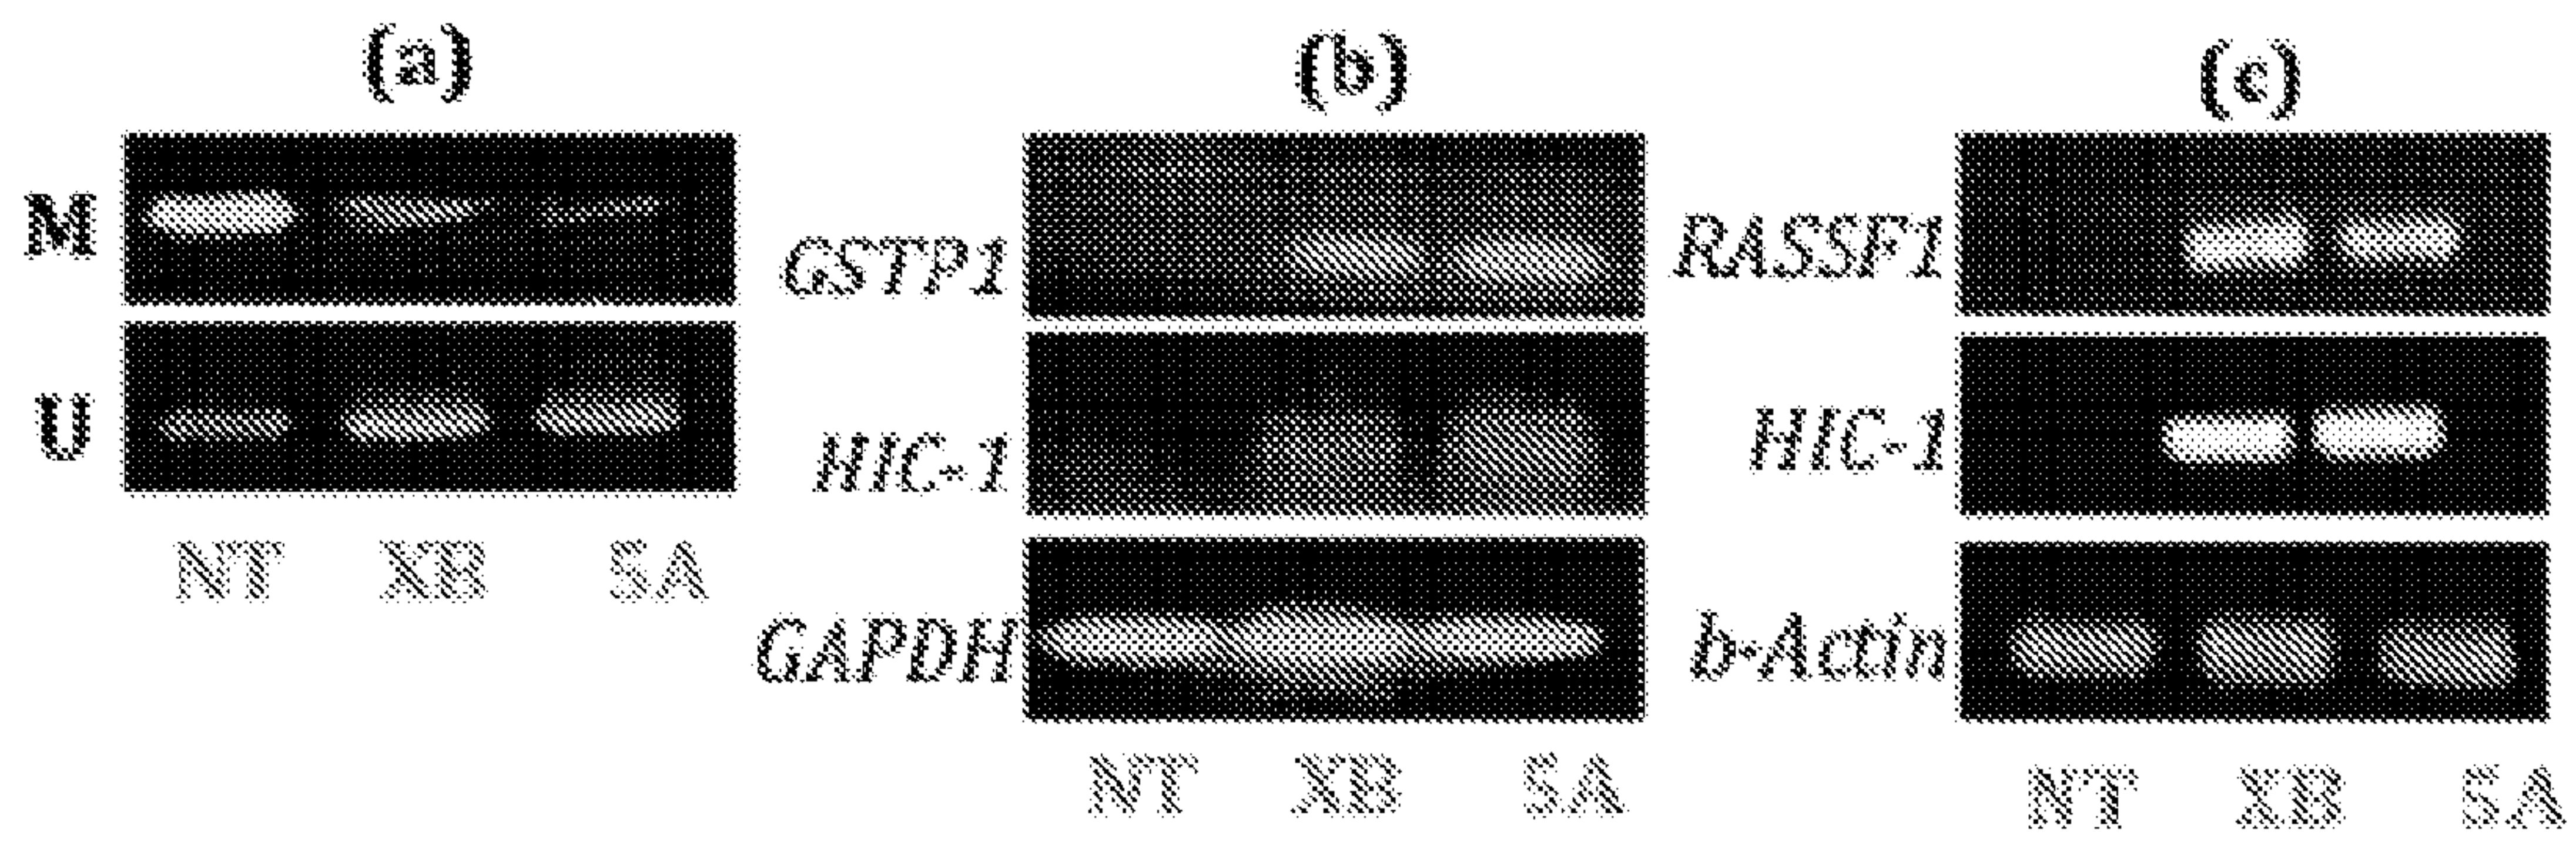 (a)
M
U
NT XB SA
(b)
GSTP1
HIC-1
GAPDH
NT XB SA
(c)
RASSF1
HIC-1
b-Actin
NT XB SA